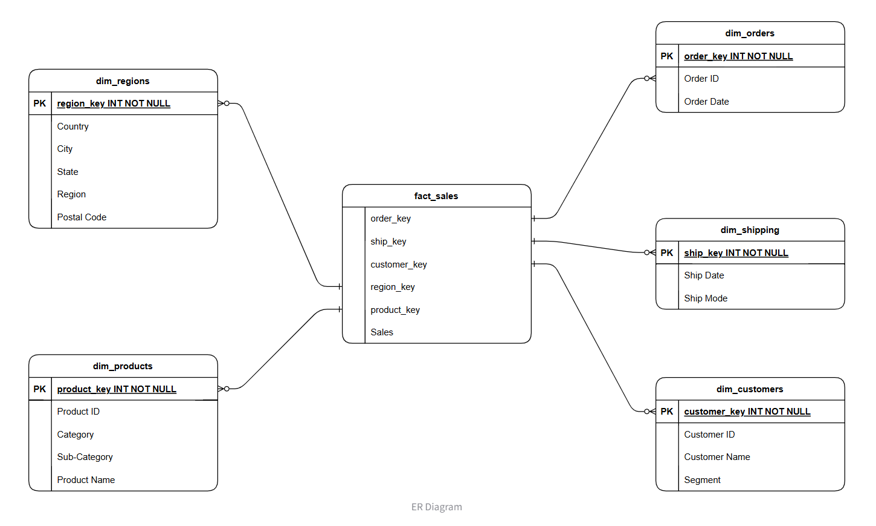 dim_regions
PK region_key INT NOT NULL
Country
City
State
Region
Postal Code
dim_products
PK product_key INT NOT NULL
Product ID
Category
Sub-Category
Product Name
fact_sales
order_key
ship_key
customer_key
region_key
product_key
Sales
dim_orders
PK order_key INT NOT NULL
Order ID
Order Date
dim_shipping
PK ship_key INT NOT NULL
Ship Date
Ship Mode
dim_customers
PK customer_key INT NOT NULL
Customer ID
Customer Name
Segment
ER Diagram